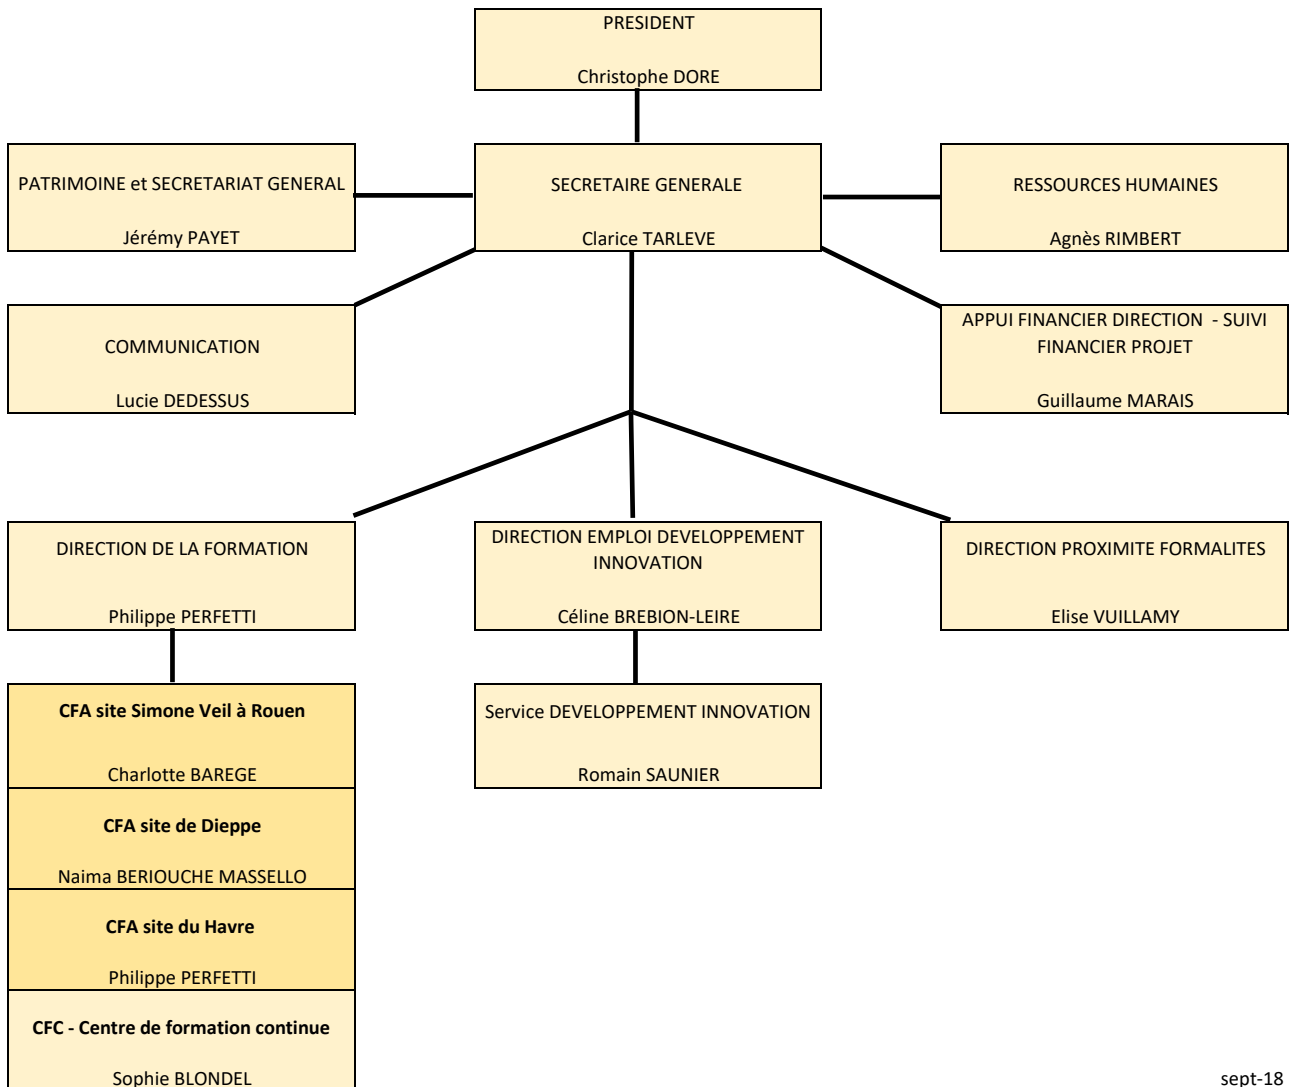 PRESIDENT
Christophe DORE
PATRIMOINE et SECRETARIAT GENERAL
Jérémy PAYET
SECRETAIRE GENERALE
Clarice TARLEVE
RESSOURCES HUMAINES
Agnès RIMBERT
COMMUNICATION
Lucie DEDESSUS
APPUI FINANCIER DIRECTION - SUIVI
FINANCIER PROJET
Guillaume MARAIS
DIRECTION DE LA FORMATION
Philippe PERFETTI
DIRECTION EMPLOI DEVELOPPEMENT
INNOVATION
Céline BREBION-LEIRE
DIRECTION PROXIMITE FORMALITES
Elise VUILLAMY
CFA site Simone Veil à Rouen
Charlotte BAREGE
CFA site de Dieppe
Naima BERIOUCHE MASSELLO
CFA site du Havre
Philippe PERFETTI
CFC - Centre de formation continue
Sophie BLONDEL
Service DEVELOPPEMENT INNOVATION
Romain SAUNIER
sept-18